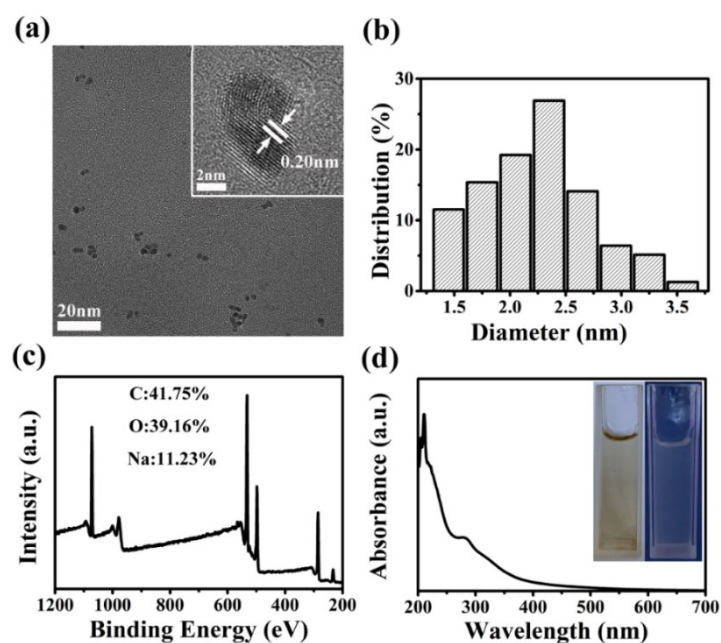 (a)
0.20nm
2nm
20nm
(b)
30
20
10
0
Distribution (%)
1.5 2.0 2.5 3.0 3.5
Diameter (nm)
(c)
C:41.75%
O:39.16%
Na:11.23%
Intensity (a.u.)
1200 1000 800 600 400 200
Binding Energy (eV)
(d)
Absorbance (a.u.)
200 300 400 500 600 700
Wavelength (nm)